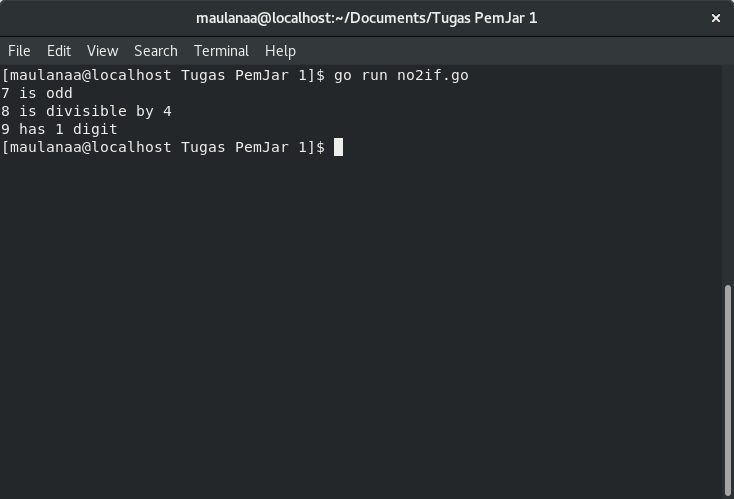 maulanaa@localhost:~/Documents/Tugas PemJar 1
File Edit View Search Terminal Help
[maulanaa@localhost Tugas PemJar 1]$ go run no2if.go
7 is odd
8 is divisible by 4
9 has 1 digit
[maulanaa@localhost Tugas PemJar 1]$